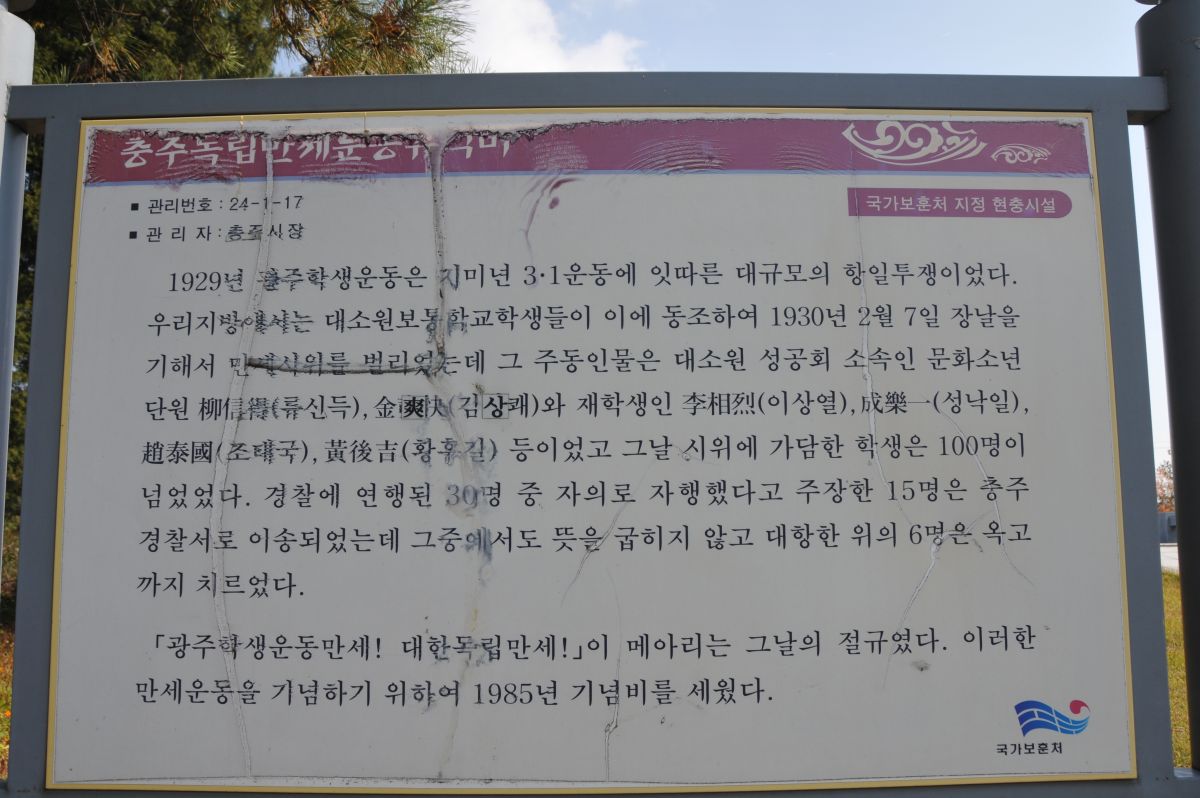 충주독립만세운동유적비
■ 관리번호 : 24-1-17
국가보훈처 지정 현충시설
■ 관 리 자 : 충주시장
1929년 광주학생운동은 기미년 3·1운동에 잇따른 대규모의 항일투쟁이었다.
우리지방에서는 대소원보통학교학생들이 이에 동조하여 1930년 2월 7일 장날을
기해서 만세시위를 벌리었는데 그 주동인물은 대소원 성공회 소속인 문화소년
단원 柳信得(류신득), 金爽快(김상쾌)와 재학생인 李相烈(이상열), 成樂一(성낙일),
趙泰國(조태국), 黃後吉(황후길) 등이었고 그날 시위에 가담한 학생은 100명이
넘었었다. 경찰에 연행된 30명 중 자의로 자행했다고 주장한 15명은 충주
경찰서로 이송되었는데 그중에서도 뜻을 굽히지 않고 대항한 위의 6명은 옥고
까지 치르었다.
「광주학생운동만세! 대한독립만세!」이 메아리는 그날의 절규였다. 이러한
만세운동을 기념하기 위하여 1985년 기념비를 세웠다.
국가보훈처